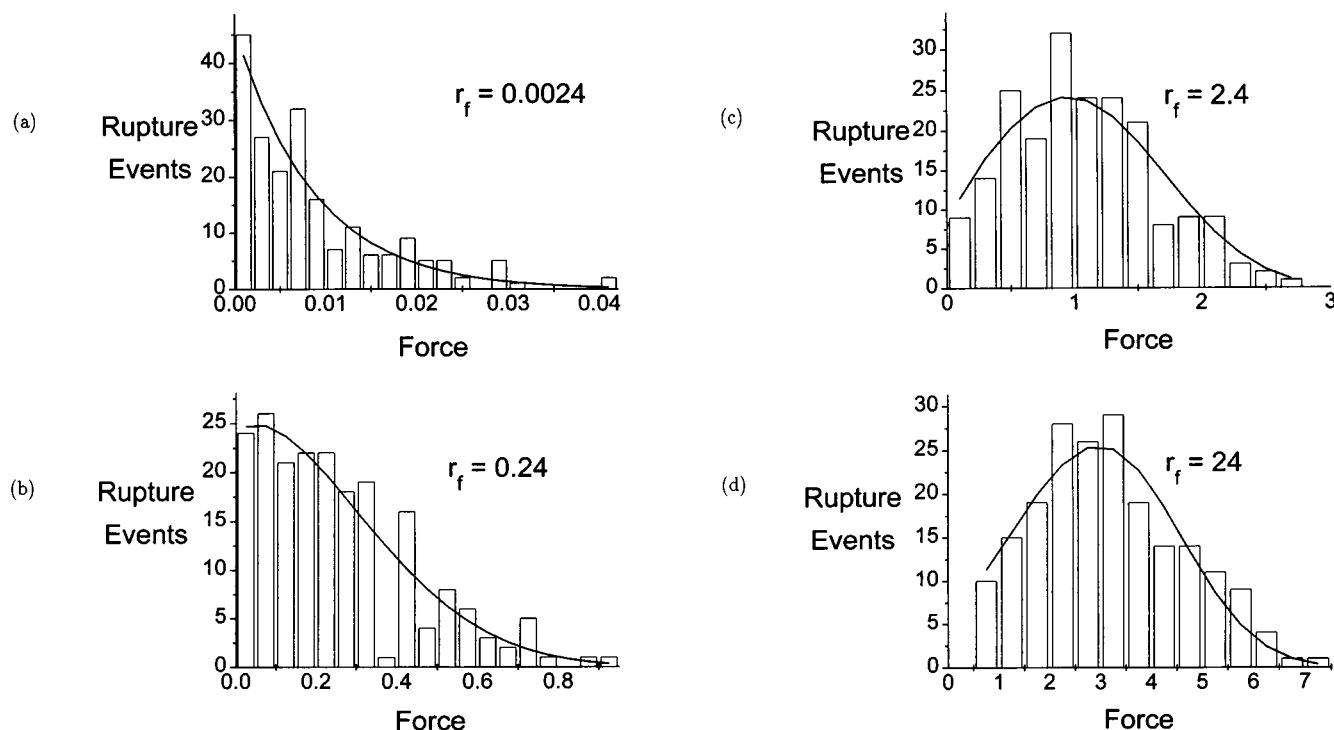 (a)
Rupture
Events
r_f = 0.0024
40
30
20
10
0
0.00 0.01 0.02 0.03 0.04
Force
(b)
Rupture
Events
r_f = 0.24
25
20
15
10
5
0
0.0 0.2 0.4 0.6 0.8
Force
(c)
Rupture
Events
r_f = 2.4
30
25
20
15
10
5
0
0 1 2 3
Force
(d)
Rupture
Events
r_f = 24
30
25
20
15
10
5
0
0 1 2 3 4 5 6 7
Force